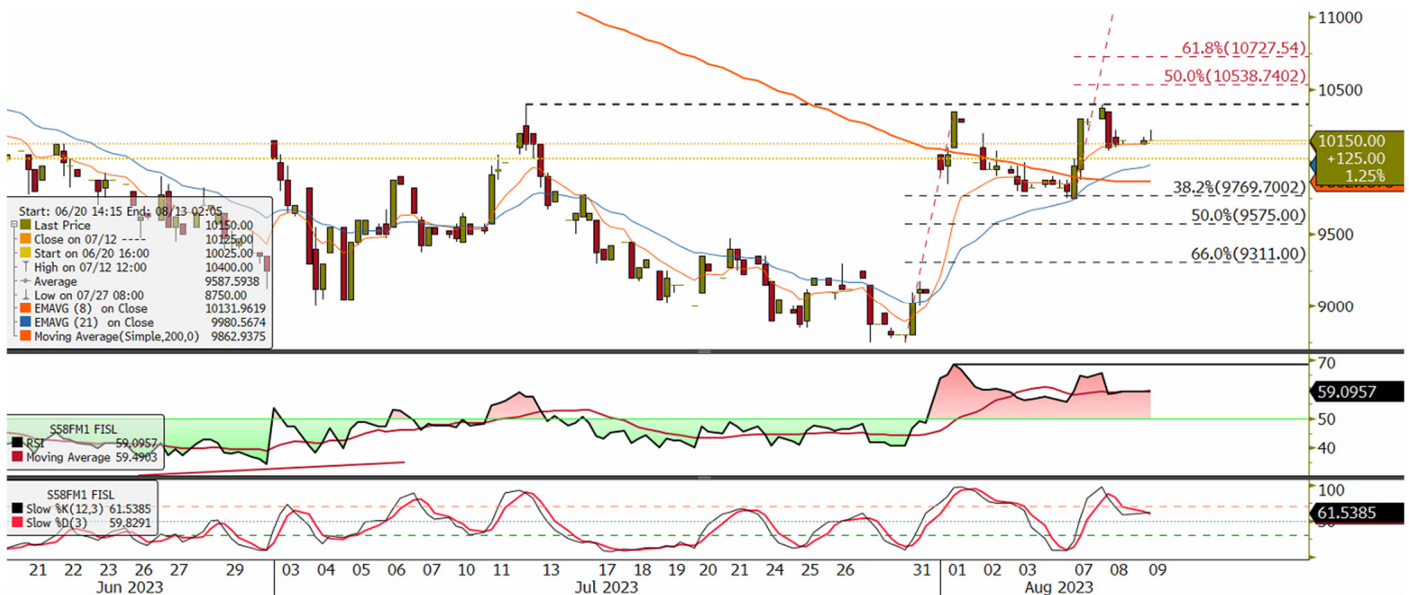 11000
61.8%(10727.54)
50.0%(10538.7402)
10500
10150.00
+125.00
1.25%
38.2%(9769.7002)
50.0%(9575.00)
9500
66.0%(9311.00)
9000
Start: 06/20 14:15 End: 08/13 02:05
Last Price 10150.00
Close on 07/12 ---- 10125.00
Start on 06/20 16:00 10025.00
High on 07/12 12:00 10400.00
Average 9587.5938
Low on 07/27 08:00 8750.00
EMAVG (8) on Close 10131.9619
EMAVG (21) on Close 9980.5674
Moving Average(Simple,200,0) 9862.9375
70
59.0957
50
40
S58FM1 FISL
RSI 59.0957
Moving Average 59.4903
100
61.5385
S58FM1 FISL
Slow %K(12,3) 61.5385
Slow %D(3) 59.8291
0
21 22 23 26 27 29 03 04 05 06 07 10 11 13 17 18 19 20 21 24 25 26 31 01 02 03 07 08 09
Jun 2023 Jul 2023 Aug 2023